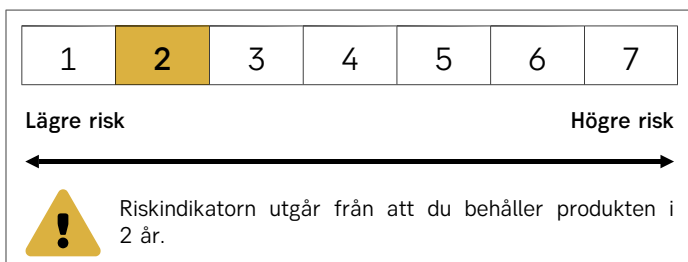 1 2 3 4 5 6 7
Lägre risk Högre risk
Riskindikatorn utgår från att du behåller produkten i
2 år.